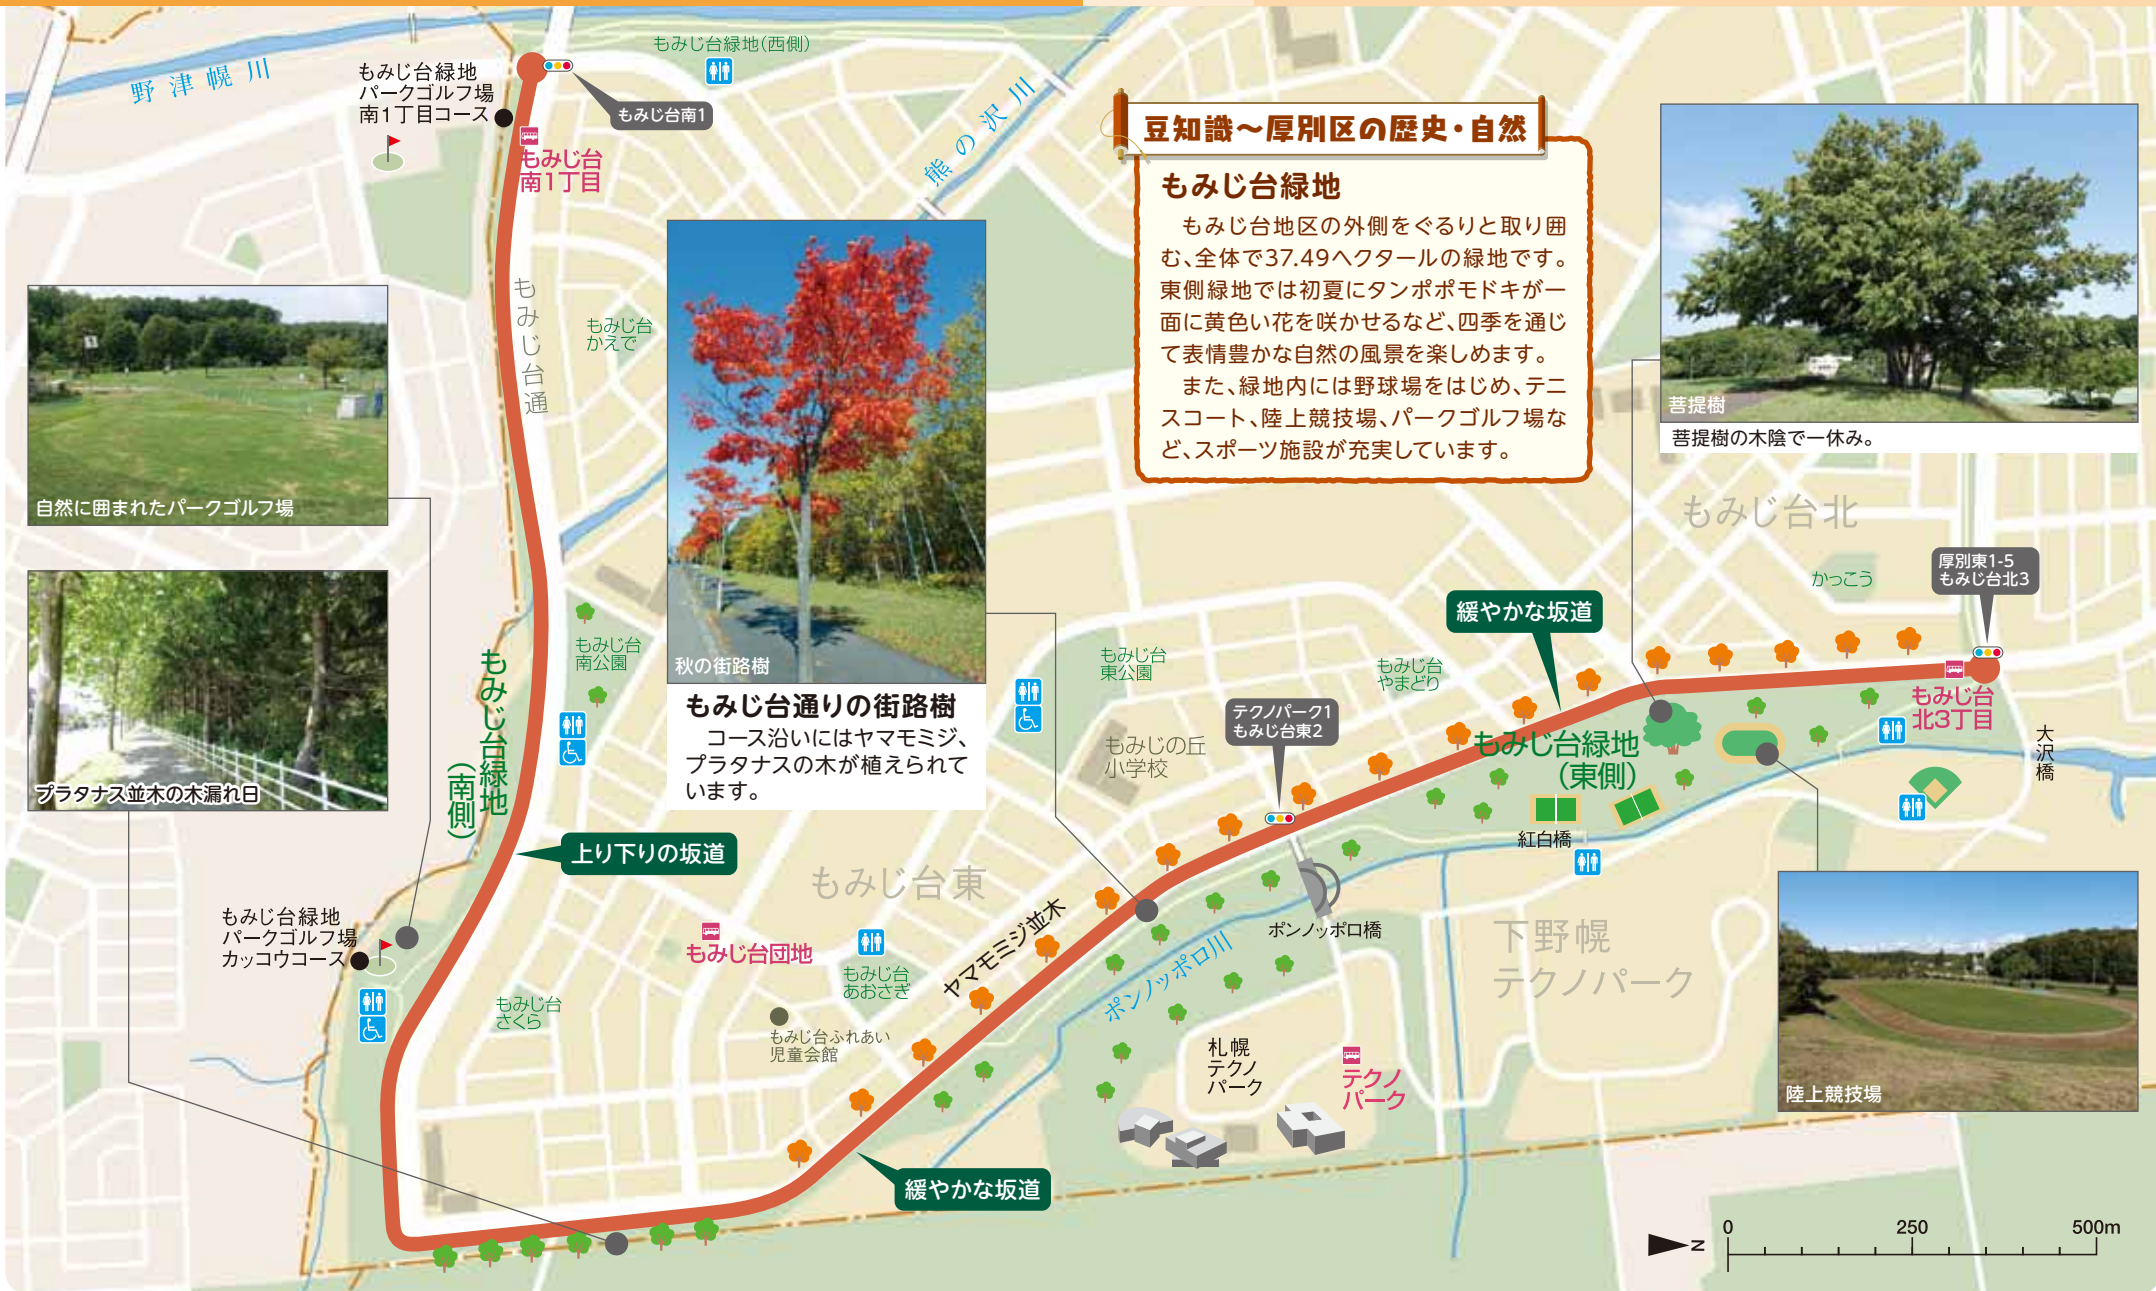 野津幌川
もみじ台緑地
パークゴルフ場
南1丁目コース
もみじ台南1
もみじ台
南1丁目
もみじ台緑地(西側)
熊の沢川
豆知識～厚別区の歴史・自然
もみじ台緑地
もみじ台地区の外側をぐるりと取り囲
む、全体で37.49ヘクタールの緑地です。
東側緑地では初夏にタンポポモドキが一
面に黄色い花を咲かせるなど、四季を通じ
て表情豊かな自然の風景を楽しめます。
また、緑地内には野球場をはじめ、テニ
スコート、陸上競技場、パークゴルフ場な
ど、スポーツ施設が充実しています。
菩提樹
菩提樹の木陰で一休み。
もみじ台通
もみじ台
かえで
自然に囲まれたパークゴルフ場
プラタナス並木の木漏れ日
もみじ台緑地
(南側)
もみじ台
南公園
秋の街路樹
もみじ台通りの街路樹
コース沿いにはヤマモミジ、
プラタナスの木が植えられて
います。
上り下りの坂道
もみじ台緑地
パークゴルフ場
カッコウコース
もみじ台
さくら
もみじ台団地
もみじ台東
もみじ台
あおさぎ
もみじ台ふれあい
児童会館
ヤマモミジ並木
緩やかな坂道
もみじ台
東公園
もみじの丘
小学校
テクノパーク1
もみじ台東2
もみじ台
やまどり
緩やかな坂道
もみじ台緑地
(東側)
紅白橋
もみじ台北
かっこう
厚別東1-5
もみじ台北3
もみじ台
北3丁目
大沢橋
ポンノッポロ橋
ポンノッポロ川
下野幌
テクノパーク
札幌
テクノ
パーク
テクノ
パーク
陸上競技場
N
0 250 500m